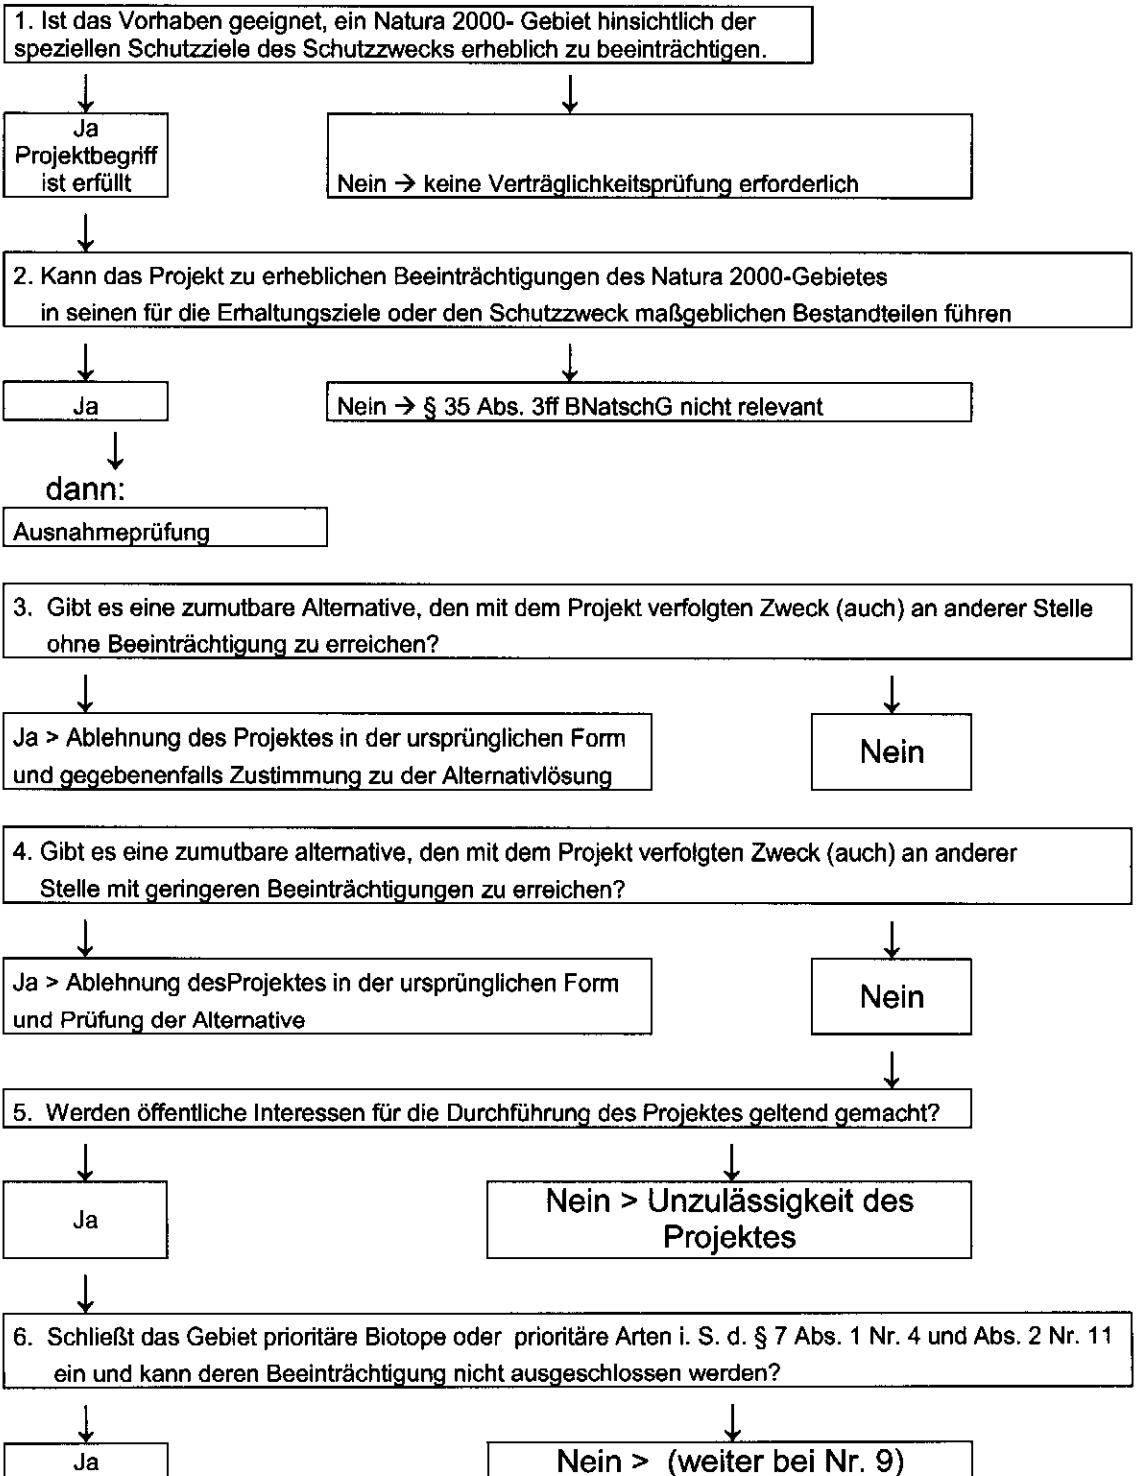 1. Ist das Vorhaben geeignet, ein Natura 2000- Gebiet hinsichtlich der
speziellen Schutzziele des Schutzzwecks erheblich zu beeinträchtigen.
Ja
Projektbegriff
ist erfüllt
Nein → keine Verträglichkeitsprüfung erforderlich
2. Kann das Projekt zu erheblichen Beeinträchtigungen des Natura 2000-Gebietes
in seinen für die Erhaltungsziele oder den Schutzzweck maßgeblichen Bestandteilen führen
Ja
Nein → § 35 Abs. 3ff BNatschG nicht relevant
dann:
Ausnahmeprüfung
3. Gibt es eine zumutbare Alternative, den mit dem Projekt verfolgten Zweck (auch) an anderer Stelle
ohne Beeinträchtigung zu erreichen?
Ja > Ablehnung des Projektes in der ursprünglichen Form
und gegebenenfalls Zustimmung zu der Alternativlösung
Nein
4. Gibt es eine zumutbare alternative, den mit dem Projekt verfolgten Zweck (auch) an anderer
Stelle mit geringeren Beeinträchtigungen zu erreichen?
Ja > Ablehnung desProjektes in der ursprünglichen Form
und Prüfung der Alternative
Nein
5. Werden öffentliche Interessen für die Durchführung des Projektes geltend gemacht?
Ja
Nein > Unzulässigkeit des
Projektes
6. Schließt das Gebiet prioritäre Biotope oder prioritäre Arten i. S. d. § 7 Abs. 1 Nr. 4 und Abs. 2 Nr. 11
ein und kann deren Beeinträchtigung nicht ausgeschlossen werden?
Ja
Nein > (weiter bei Nr. 9)